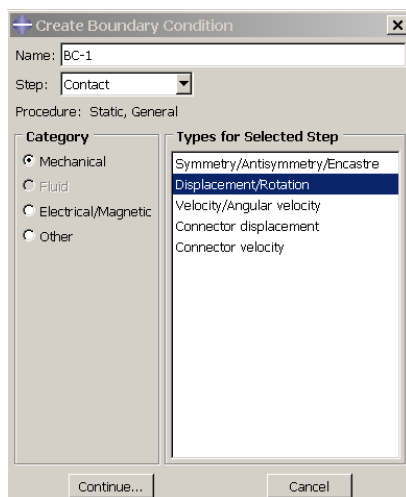 Create Boundary Condition
Name: BC-1
Step: Contact
Procedure: Static, General
Category
Mechanical
Fluid
Electrical/Magnetic
Other
Types for Selected Step
Symmetry/Antisymmetry/Encastre
Displacement/Rotation
Velocity/Angular velocity
Connector displacement
Connector velocity
Continue... Cancel